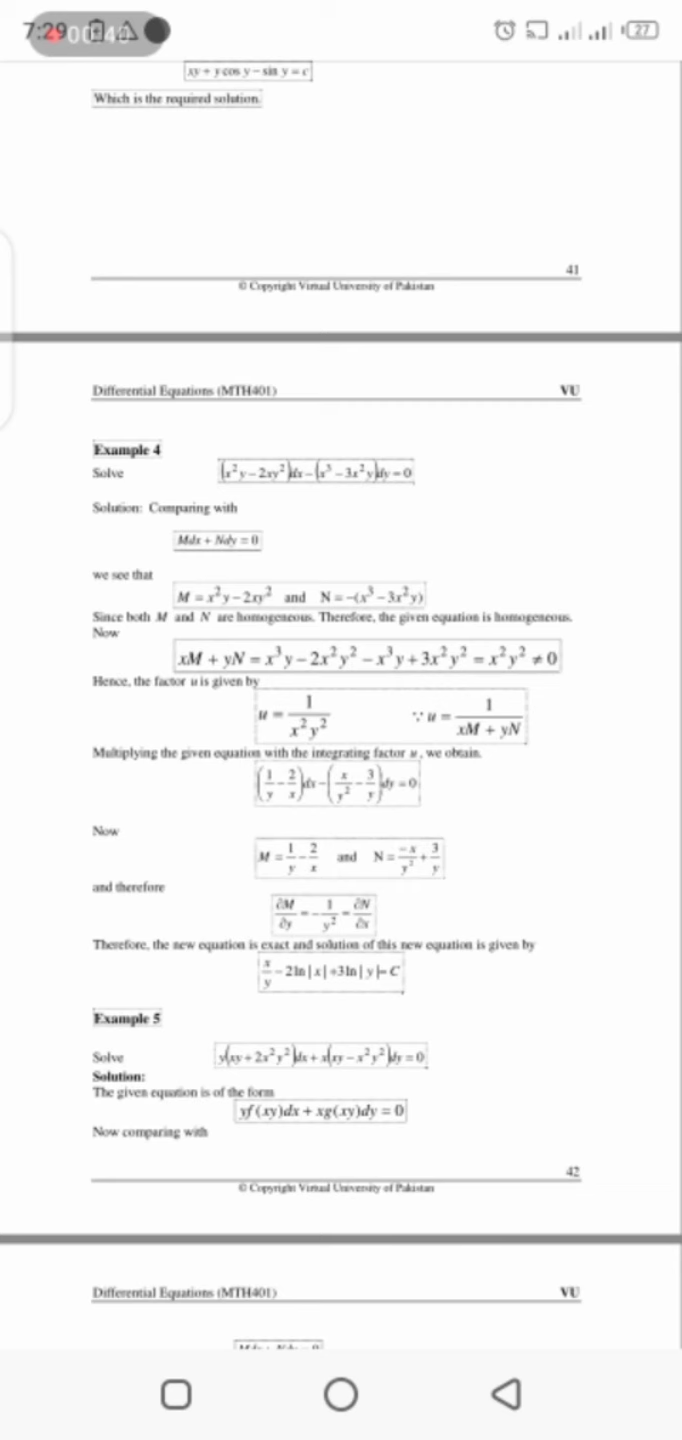 7:29 00:40 27
xy + y cos y – sin y = c
Which is the required solution.
41
© Copyright Virtual University of Pakistan
Differential Equations (MTH401) VU
Example 4
Solve (x²y – 2xy²)dx – (x³ – 3x²y)dy = 0
Solution: Comparing with
Mdx + Ndy = 0
we see that
M = x²y – 2xy² and N = –(x³ – 3x²y)
Since both M and N are homogeneous. Therefore, the given equation is homogeneous.
Now
xM + yN = x³y – 2x²y² – x³y + 3x²y² = x²y² ≠ 0
Hence, the factor u is given by
u = 1/(x²y²) ∵ u = 1/(xM + yN)
Multiplying the given equation with the integrating factor u, we obtain.
(1/y – 2/x)dx – (x/y² – 3/y)dy = 0
Now
M = 1/y – 2/x and N = –x/y² + 3/y
and therefore
∂M/∂y = –1/y² = ∂N/∂x
Therefore, the new equation is exact and solution of this new equation is given by
x/y – 2 ln | x | +3 ln | y |= C
Example 5
Solve y(xy + 2x²y²)dx + x(xy – x²y²)dy = 0
Solution:
The given equation is of the form
yf (xy)dx + xg(xy)dy = 0
Now comparing with
42
© Copyright Virtual University of Pakistan
Differential Equations (MTH401) VU